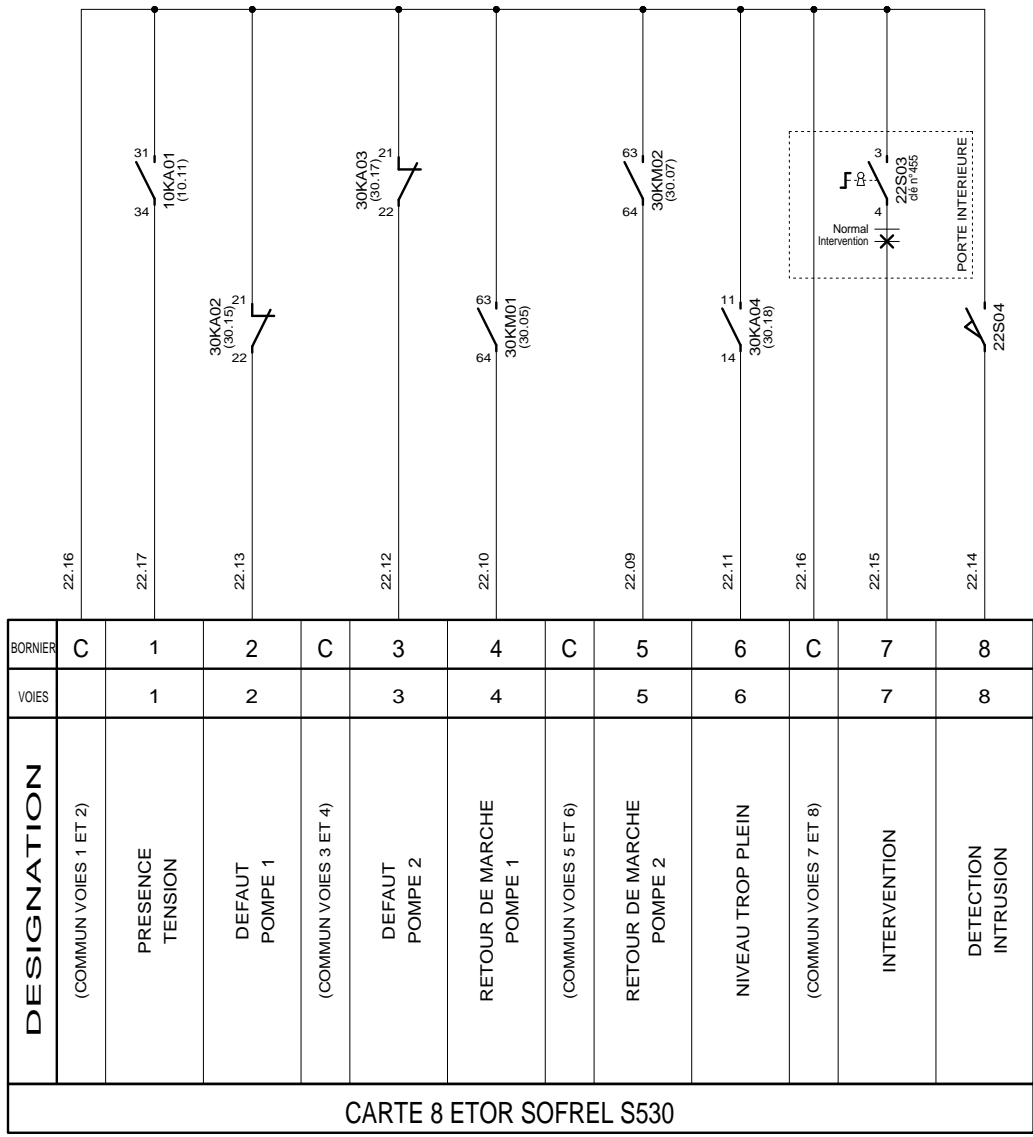 31
10KA01
(10.11)
34
21
30KA03
(30.17)
22
63
30KM02
(30.07)
64
3
22S03
clé n°455
4
Normal
Intervention
PORTE INTERIEURE
21
30KA02
(30.15)
22
63
30KM01
(30.05)
64
11
30KA04
(30.18)
14
22S04
22.16
22.17
22.13
22.12
22.10
22.09
22.11
22.16
22.15
22.14
BORNIER C 1 2 C 3 4 C 5 6 C 7 8
VOIES 1 2 3 4 5 6 7 8
DESIGNATION
(COMMUN VOIES 1 ET 2)
PRESENCE
TENSION
DEFAUT
POMPE 1
(COMMUN VOIES 3 ET 4)
DEFAUT
POMPE 2
RETOUR DE MARCHE
POMPE 1
(COMMUN VOIES 5 ET 6)
RETOUR DE MARCHE
POMPE 2
NIVEAU TROP PLEIN
(COMMUN VOIES 7 ET 8)
INTERVENTION
DETECTION
INTRUSION
CARTE 8 ETOR SOFREL S530